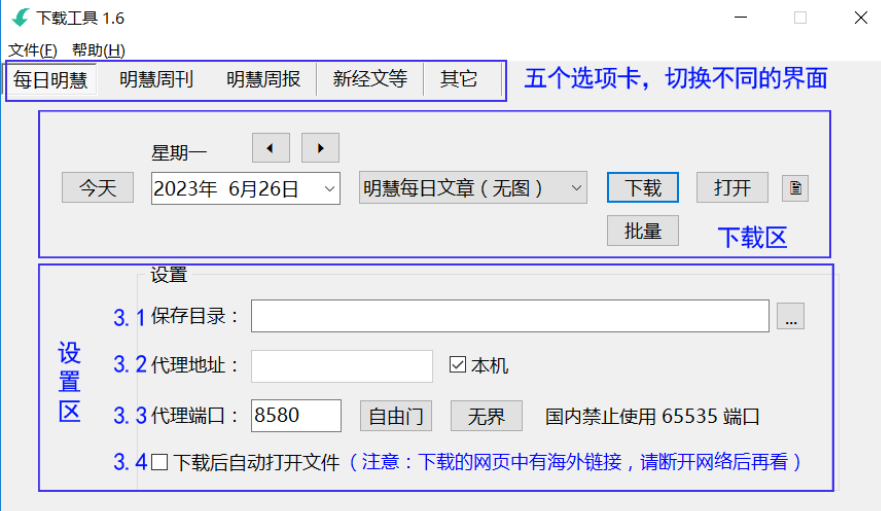 下载工具 1.6
文件(F) 帮助(H)
每日明慧 明慧周刊 明慧周报 新经文等 其它 五个选项卡，切换不同的界面
星期一
今天 2023年 6月26日 明慧每日文章（无图） 下载 打开
批量 下载区
设置
3.1 保存目录： ...
设置区
3.2 代理地址： 本机
3.3 代理端口： 8580 自由门 无界 国内禁止使用 65535 端口
3.4 下载后自动打开文件（注意：下载的网页中有海外链接，请断开网络后再看）